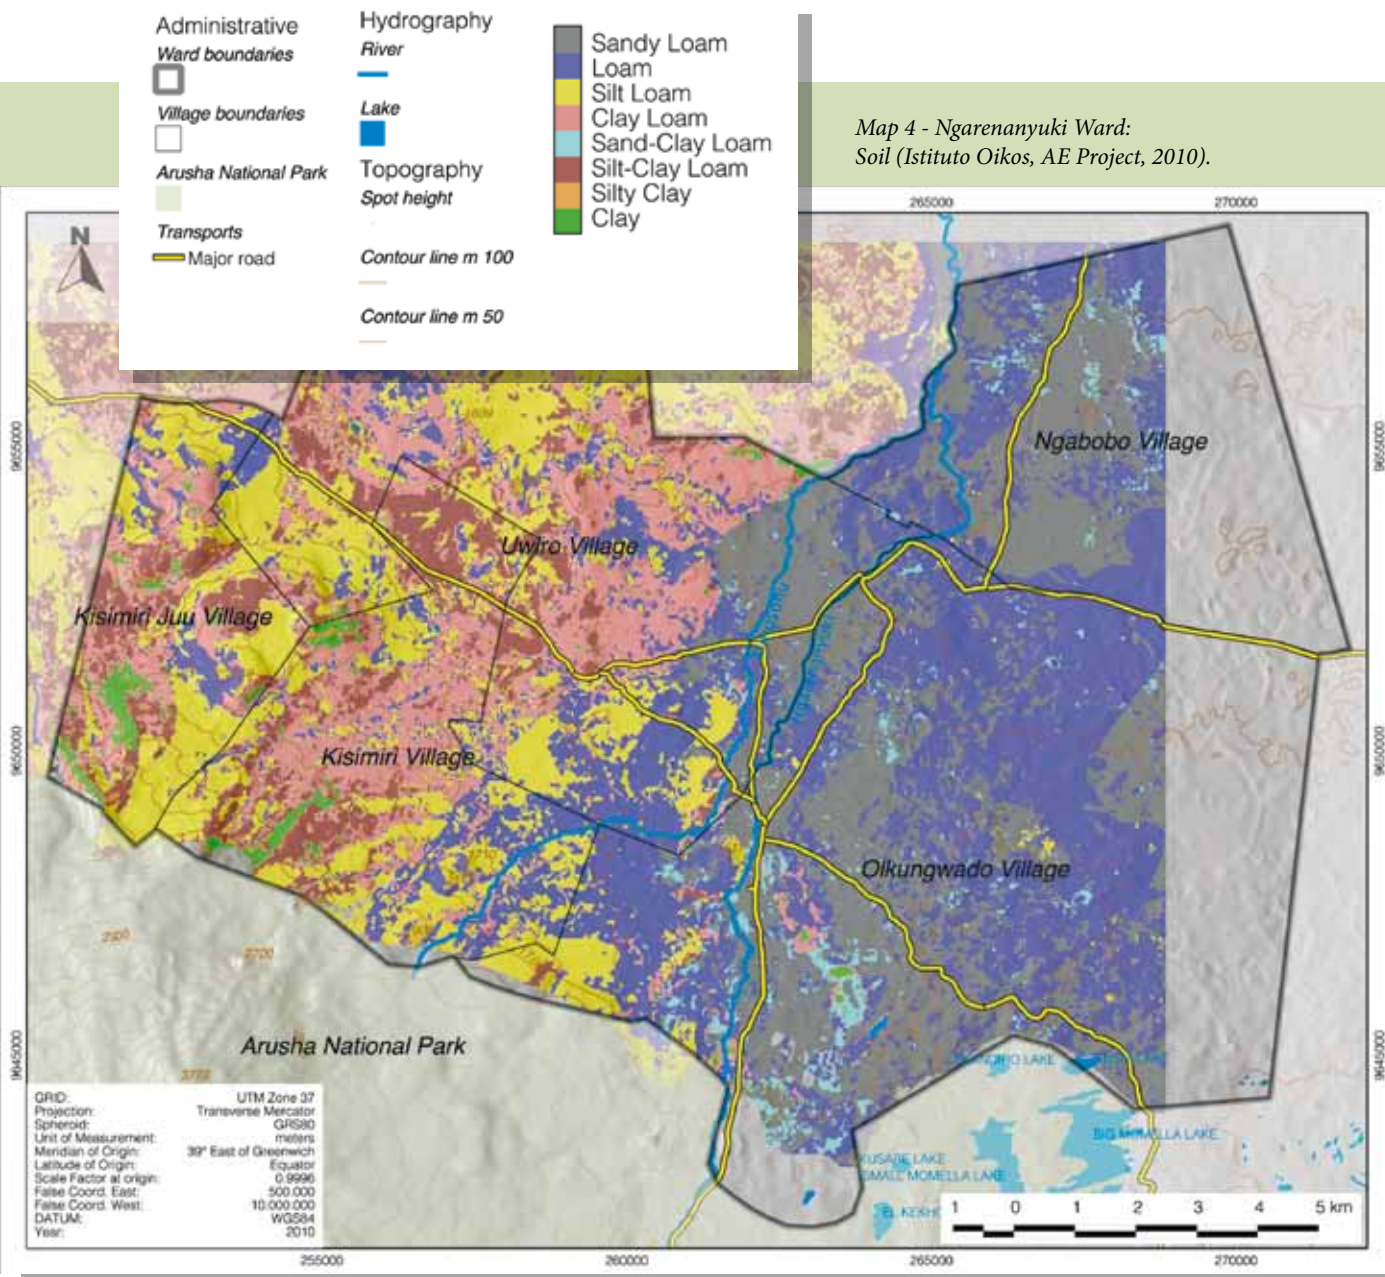 Administrative
Ward boundaries
Village boundaries
Arusha National Park
Transports
Major road
Hydrography
River
Lake
Topography
Spot height
Contour line m 100
Contour line m 50
Sandy Loam
Loam
Silt Loam
Clay Loam
Sand-Clay Loam
Silt-Clay Loam
Silty Clay
Clay
Map 4 - Ngarenanyuki Ward:
Soil (Istituto Oikos, AE Project, 2010).
265000
270000
N
9655000
9655000
Ngabobo Village
Uwiro Village
Kisimiri Juu Village
9650000
9650000
Kisimiri Village
Olkungwado Village
2700
Arusha National Park
9645000
9645000
BIG MOMELLA LAKE
KUSARE LAKE
SMALL MOMELLA LAKE
GRID: UTM Zone 37
Projection: Transverse Mercator
Spheroid: GRS80
Unit of Measurement: meters
Meridian of Origin: 39° East of Greenwich
Latitude of Origin: Equator
Scale Factor at origin: 0.9996
False Coord. East: 500.000
False Coord. West: 10.000.000
DATUM: WGS84
Year: 2010
1 0 1 2 3 4 5 km
255000
260000
265000
270000